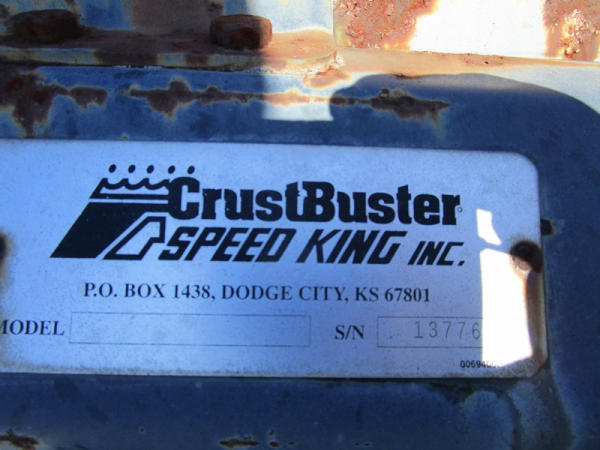 CrustBuster
SPEED KING INC.
P.O. BOX 1438, DODGE CITY, KS 67801
MODEL S/N 13776